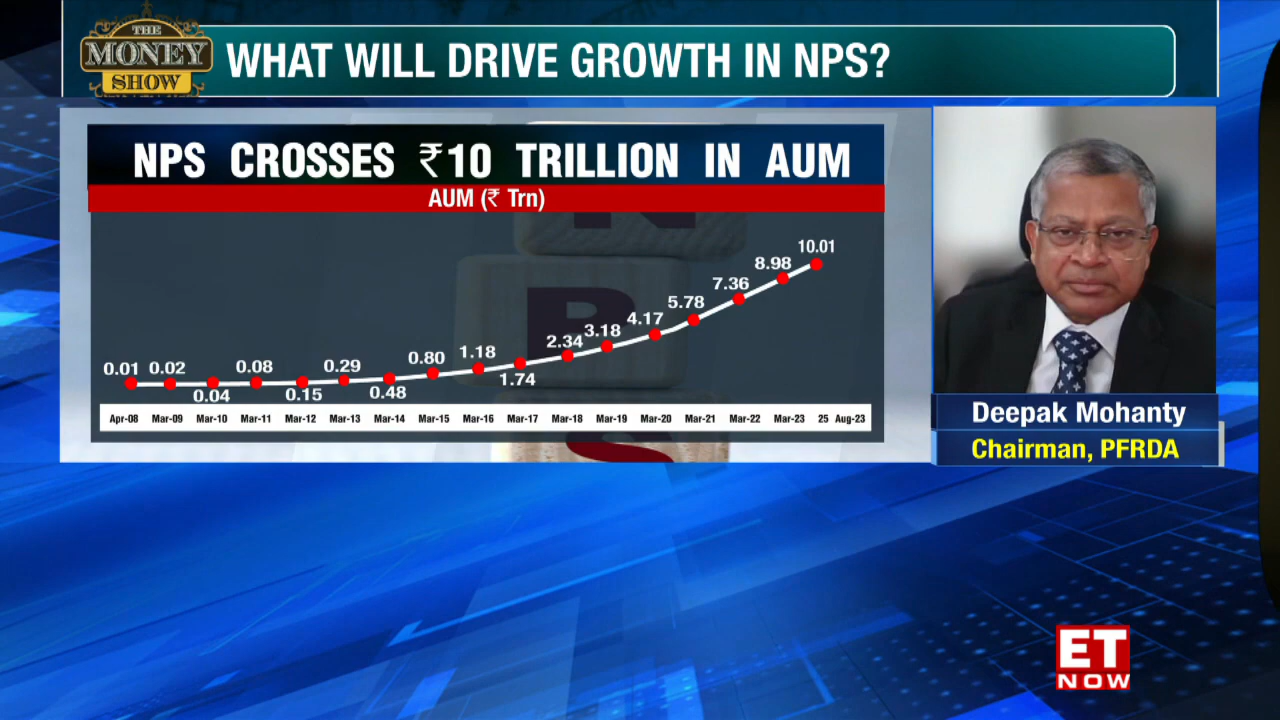 THE
MONEY
SHOW
WHAT WILL DRIVE GROWTH IN NPS?
NPS CROSSES ₹10 TRILLION IN AUM
AUM (₹ Trn)
N
P
S
0.01 0.02 0.04 0.08 0.15 0.29 0.48 0.80 1.18 1.74 2.34 3.18 4.17 5.78 7.36 8.98 10.01
Apr-08 Mar-09 Mar-10 Mar-11 Mar-12 Mar-13 Mar-14 Mar-15 Mar-16 Mar-17 Mar-18 Mar-19 Mar-20 Mar-21 Mar-22 Mar-23 25 Aug-23
Deepak Mohanty
Chairman, PFRDA
ET
NOW